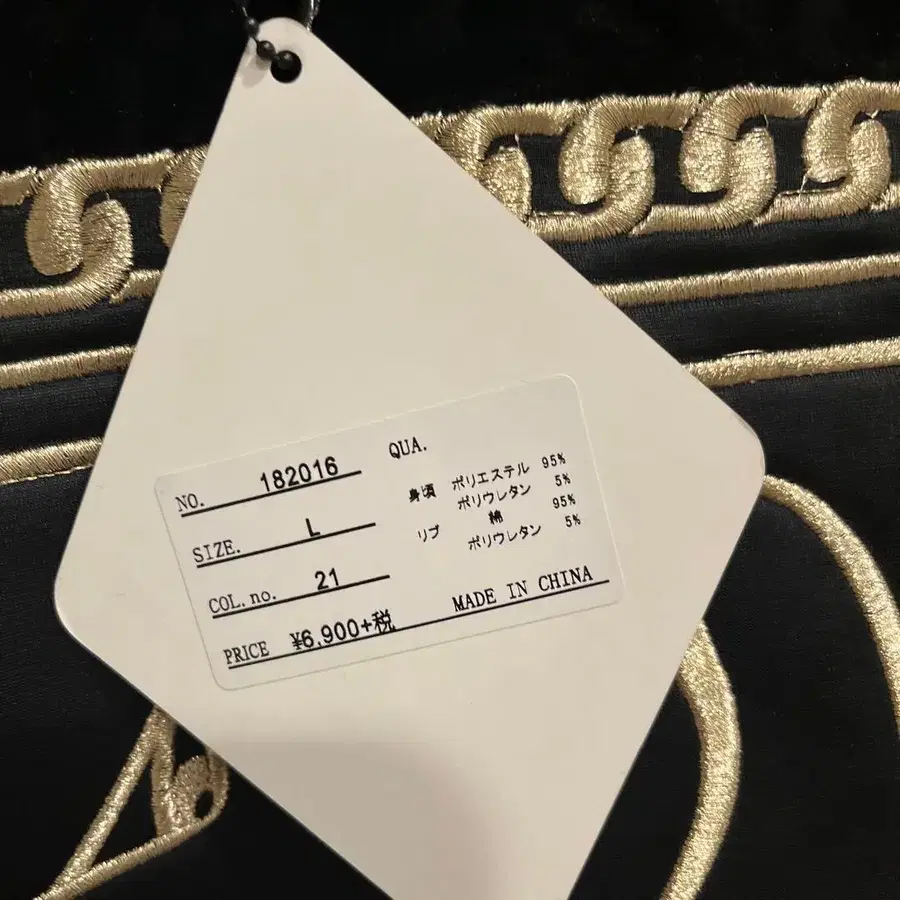 NO. 182016
SIZE. L
COL.no. 21
PRICE ¥6,900+税
QUA.
身頃 ポリエステル 95%
ポリウレタン 5%
リブ 綿 95%
ポリウレタン 5%
MADE IN CHINA